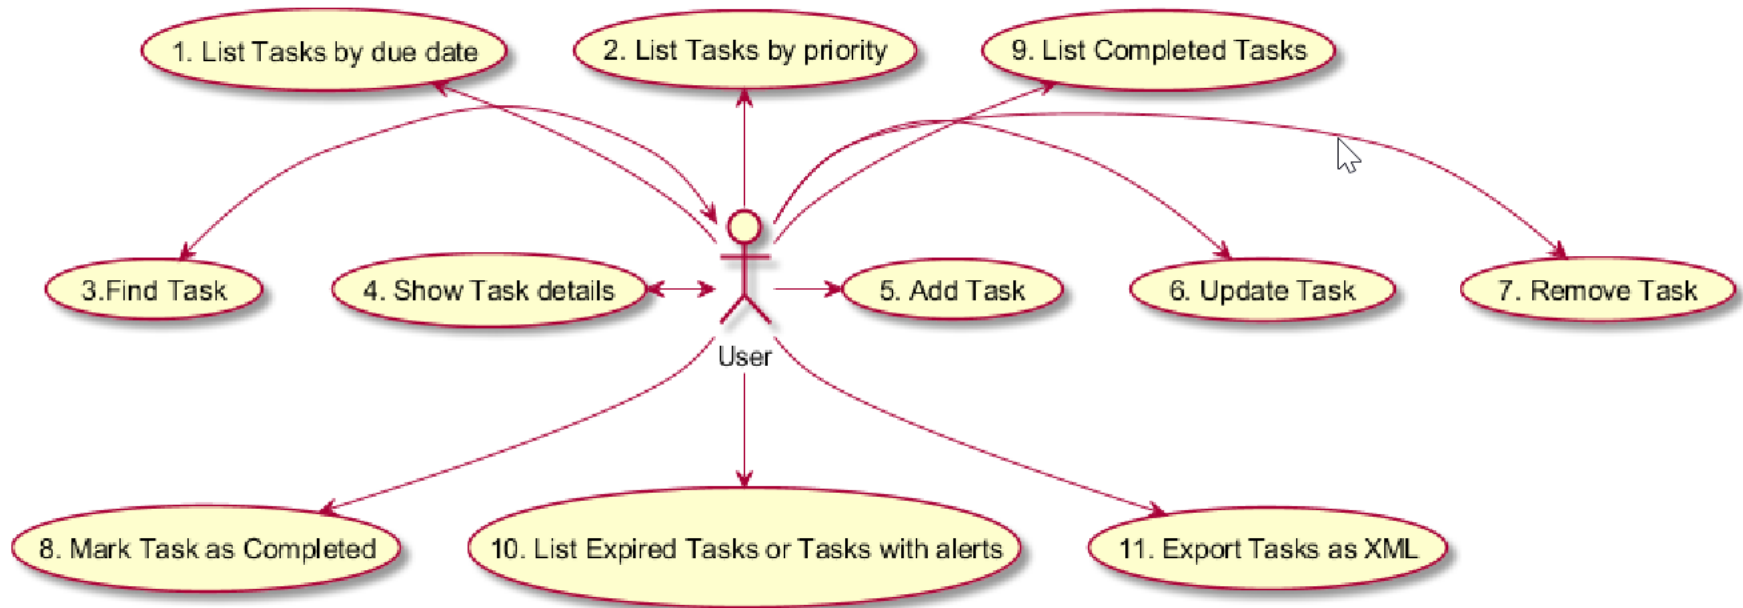 1. List Tasks by due date
2. List Tasks by priority
9. List Completed Tasks
3.Find Task
4. Show Task details
5. Add Task
6. Update Task
7. Remove Task
User
8. Mark Task as Completed
10. List Expired Tasks or Tasks with alerts
11. Export Tasks as XML